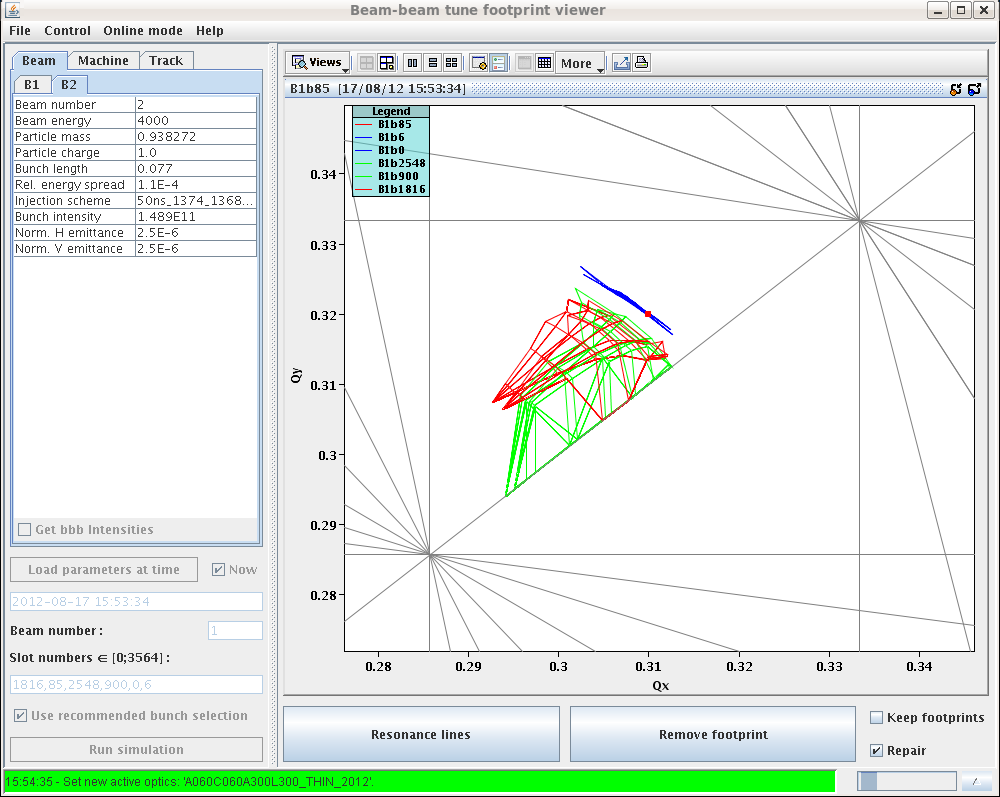 Beam-beam tune footprint viewer
File Control Online mode Help
Beam Machine Track
B1 B2
Beam number 2
Beam energy 4000
Particle mass 0.938272
Particle charge 1.0
Bunch length 0.077
Rel. energy spread 1.1E-4
Injection scheme 50ns_1374_1368...
Bunch intensity 1.489E11
Norm. H emittance 2.5E-6
Norm. V emittance 2.5E-6
Get bbb Intensities
Load parameters at time Now
2012-08-17 15:53:34
Beam number : 1
Slot numbers ∈ [0;3564] :
1816,85,2548,900,0,6
Use recommended bunch selection
Run simulation
Views More
B1b85 [17/08/12 15:53:34]
Legend
B1b85
B1b6
B1b0
B1b2548
B1b900
B1b1816
0.34
0.33
0.32
0.31
0.3
0.29
0.28
Qy
0.28 0.29 0.3 0.31 0.32 0.33 0.34
Qx
Resonance lines Remove footprint
Keep footprints
Repair
15:54:35 - Set new active optics: 'A060C060A300L300_THIN_2012'.